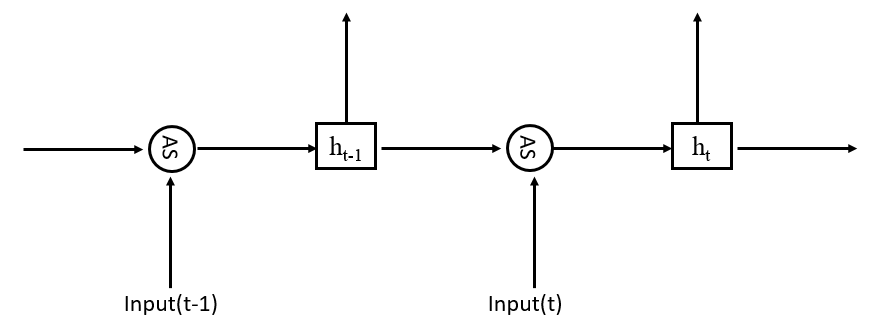 AS
h_{t-1}
AS
h_t
Input(t-1)
Input(t)